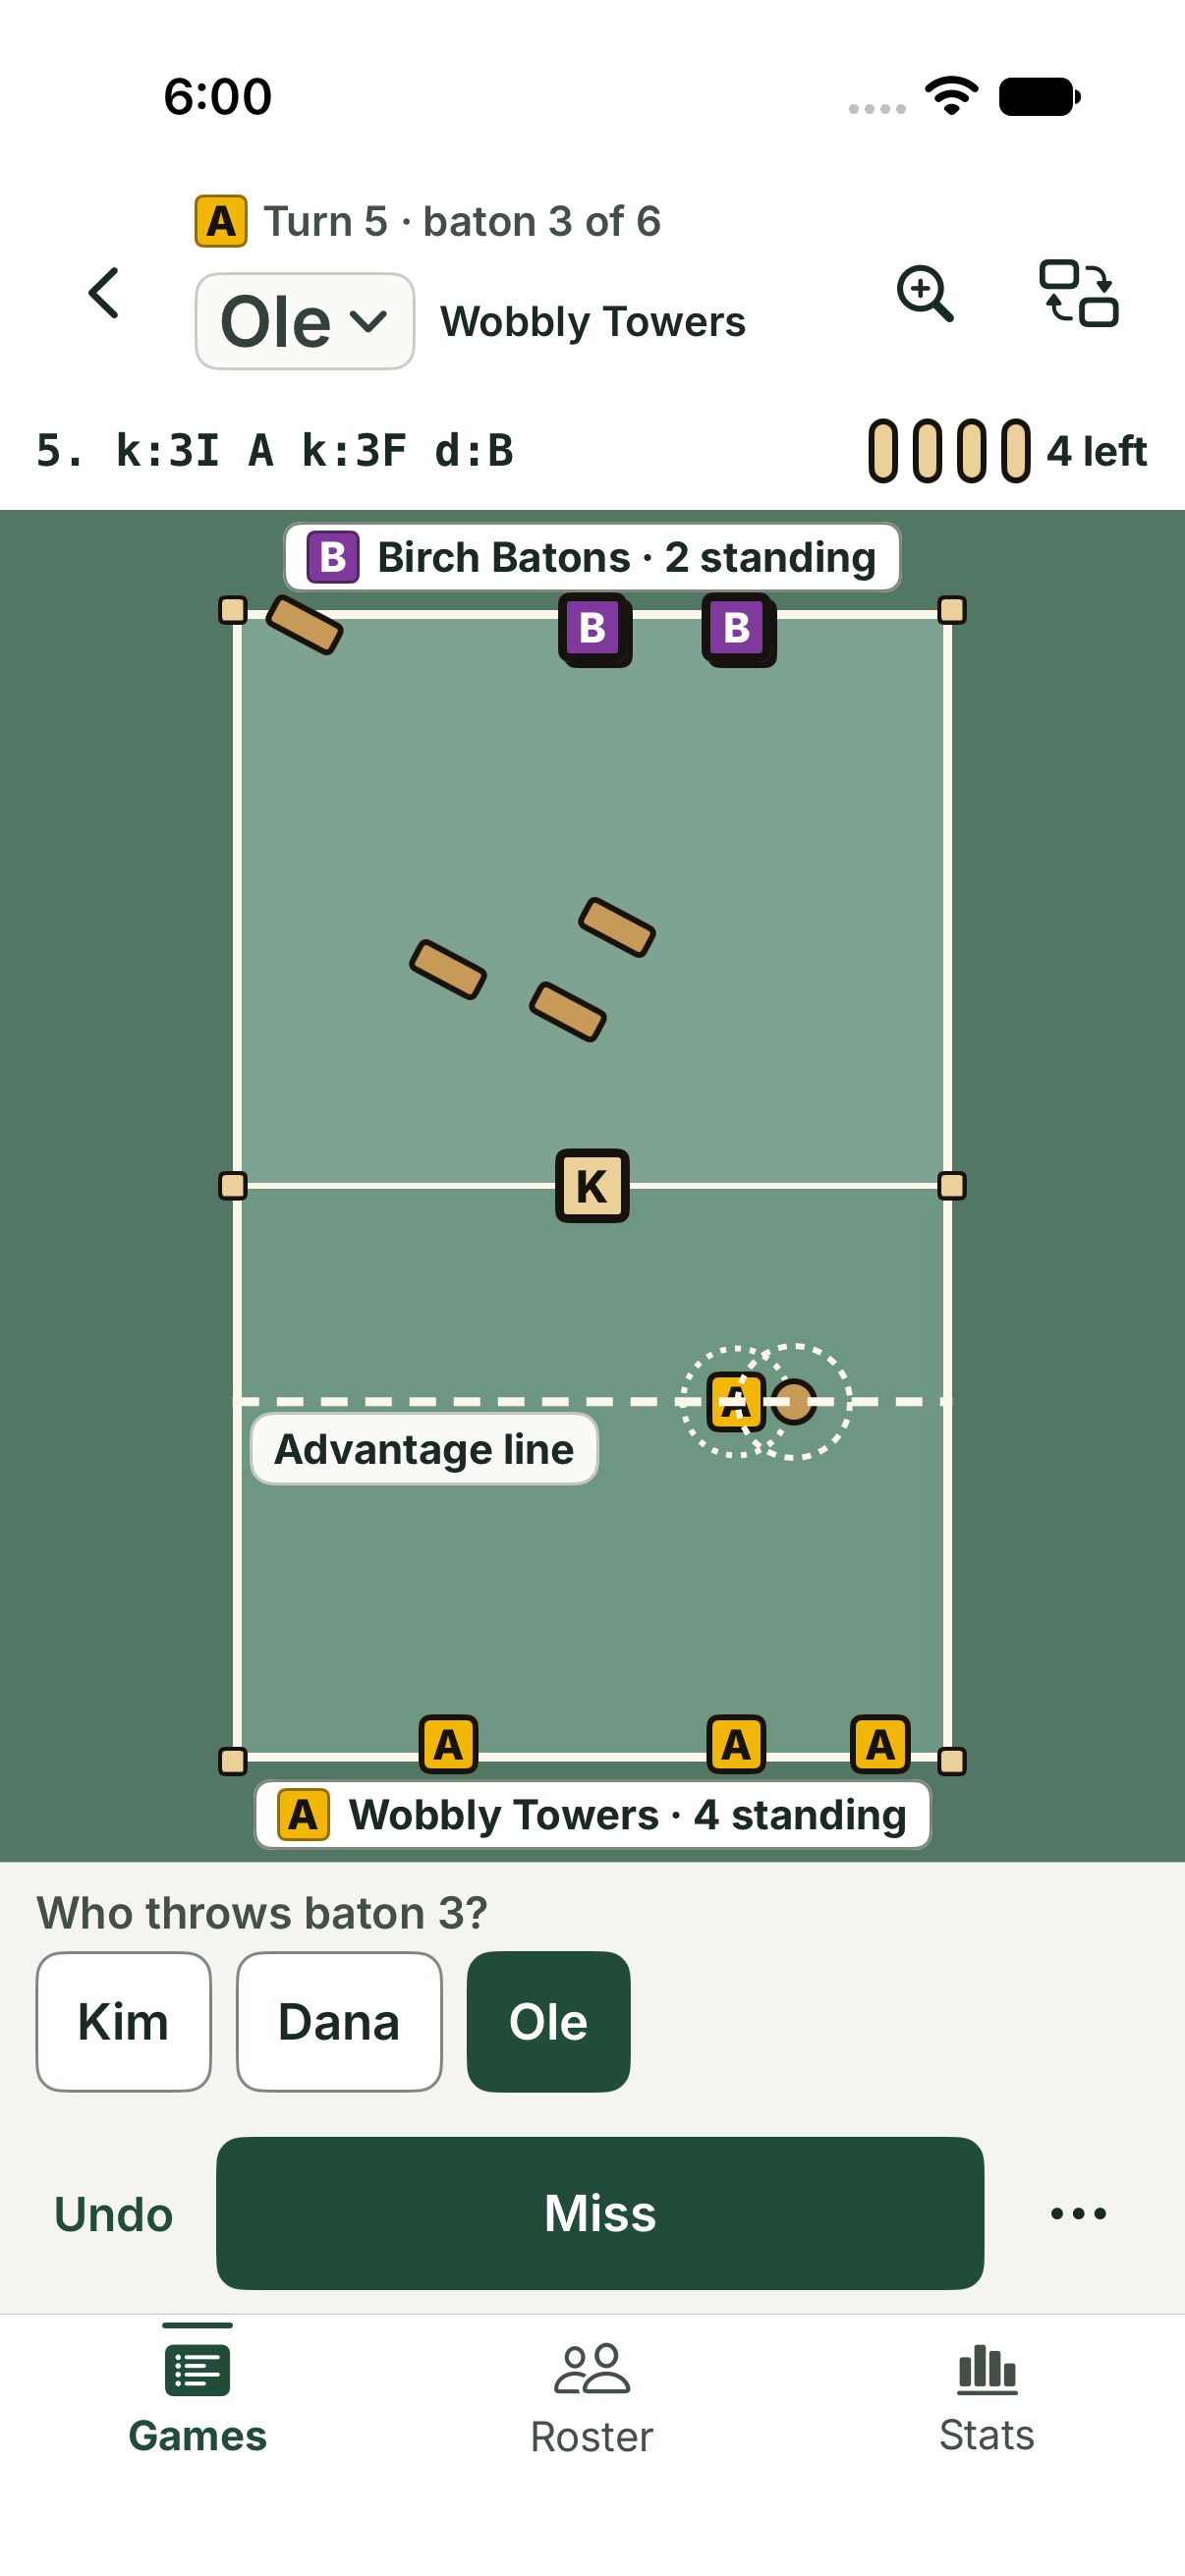 6:00
A Turn 5 · baton 3 of 6
Ole Wobbly Towers
5. k:3I A k:3F d:B 4 left
B Birch Batons · 2 standing
B B
K
A
Advantage line
A A A
A Wobbly Towers · 4 standing
Who throws baton 3?
Kim Dana Ole
Undo Miss
Games Roster Stats